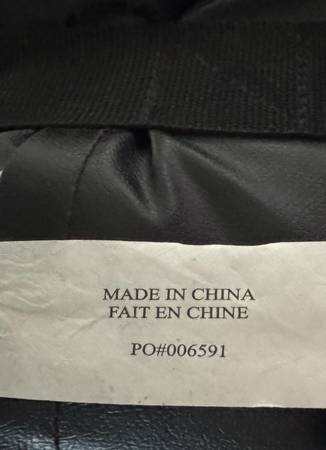 MADE IN CHINA
FAIT EN CHINE
PO#006591